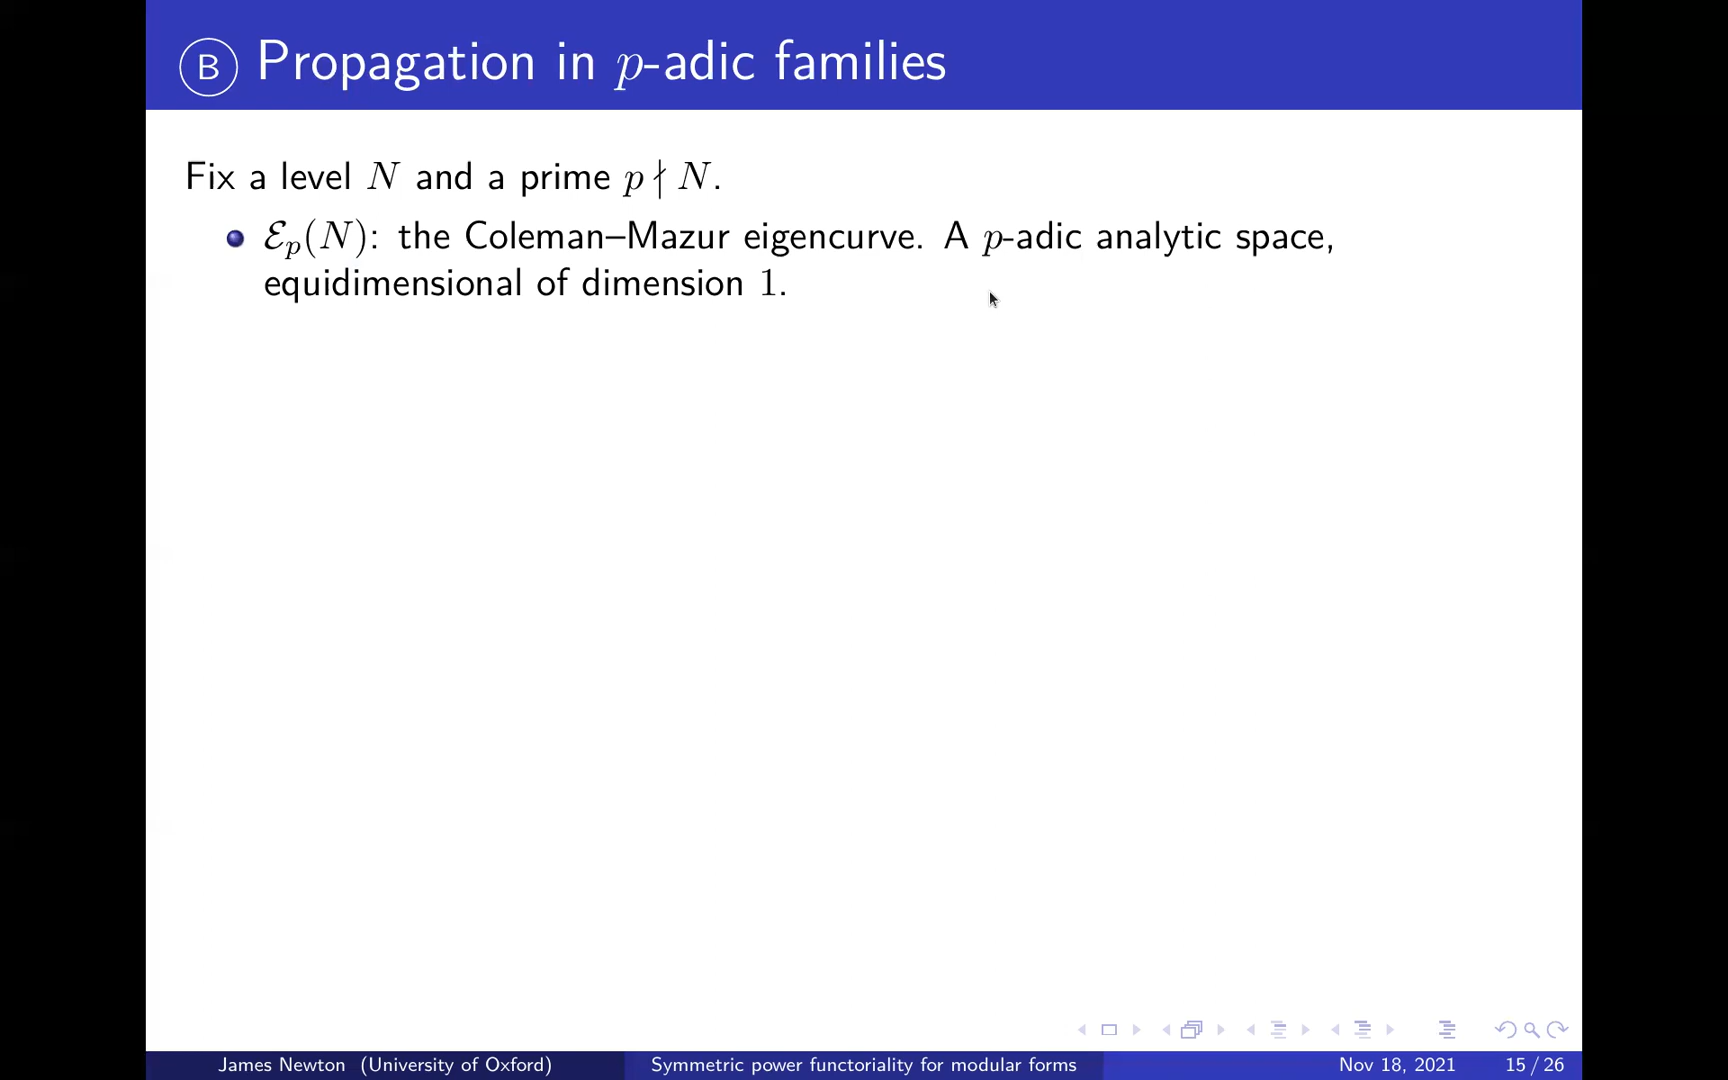 B Propagation in p-adic families
Fix a level N and a prime p ∤ N.
ℰₚ(N): the Coleman–Mazur eigencurve. A p-adic analytic space,
equidimensional of dimension 1.
James Newton (University of Oxford) Symmetric power functoriality for modular forms Nov 18, 2021 15 / 26